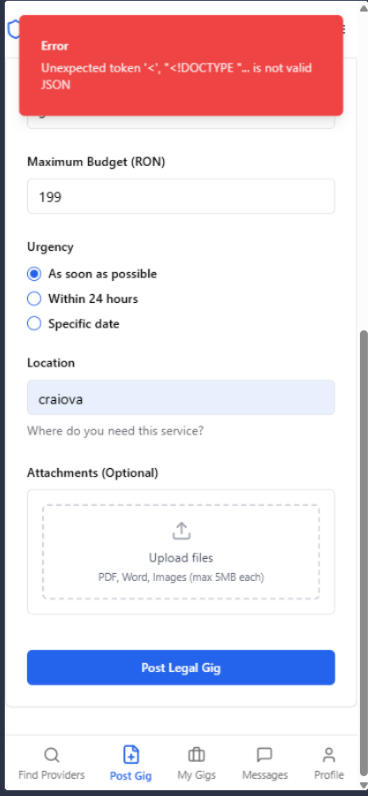 Error
Unexpected token '<', "<!DOCTYPE "... is not valid
JSON
Maximum Budget (RON)
199
Urgency
As soon as possible
Within 24 hours
Specific date
Location
craiova
Where do you need this service?
Attachments (Optional)
Upload files
PDF, Word, Images (max 5MB each)
Post Legal Gig
Find Providers
Post Gig
My Gigs
Messages
Profile